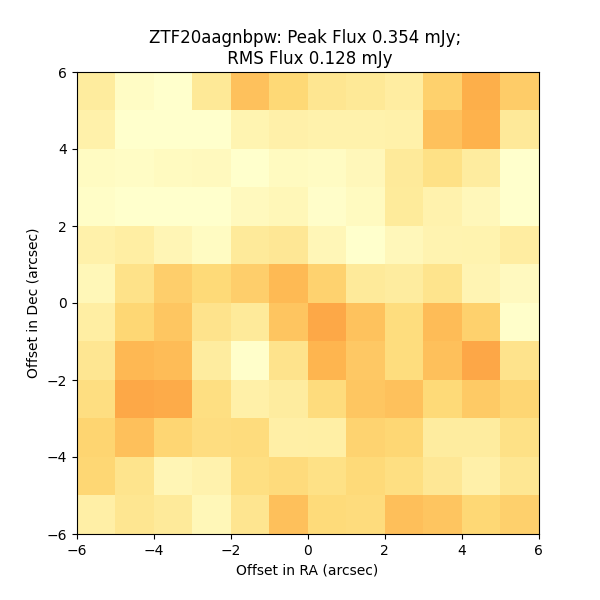 ZTF20aagnbpw: Peak Flux 0.354 mJy;
RMS Flux 0.128 mJy
6
4
2
0
−2
−4
−6
Offset in Dec (arcsec)
−6 −4 −2 0 2 4 6
Offset in RA (arcsec)